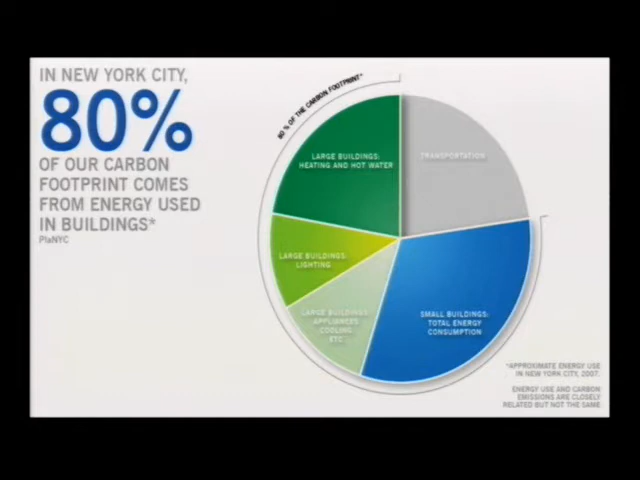 IN NEW YORK CITY,
80%
OF OUR CARBON
FOOTPRINT COMES
FROM ENERGY USED
IN BUILDINGS*
PlaNYC
80 % OF THE CARBON FOOTPRINT*
LARGE BUILDINGS:
HEATING AND HOT WATER
TRANSPORTATION
LARGE BUILDINGS:
LIGHTING
LARGE BUILDINGS:
APPLIANCES
COOLING
ETC
SMALL BUILDINGS:
TOTAL ENERGY
CONSUMPTION
*APPROXIMATE ENERGY USE
IN NEW YORK CITY, 2007.
ENERGY USE AND CARBON
EMISSIONS ARE CLOSELY
RELATED BUT NOT THE SAME